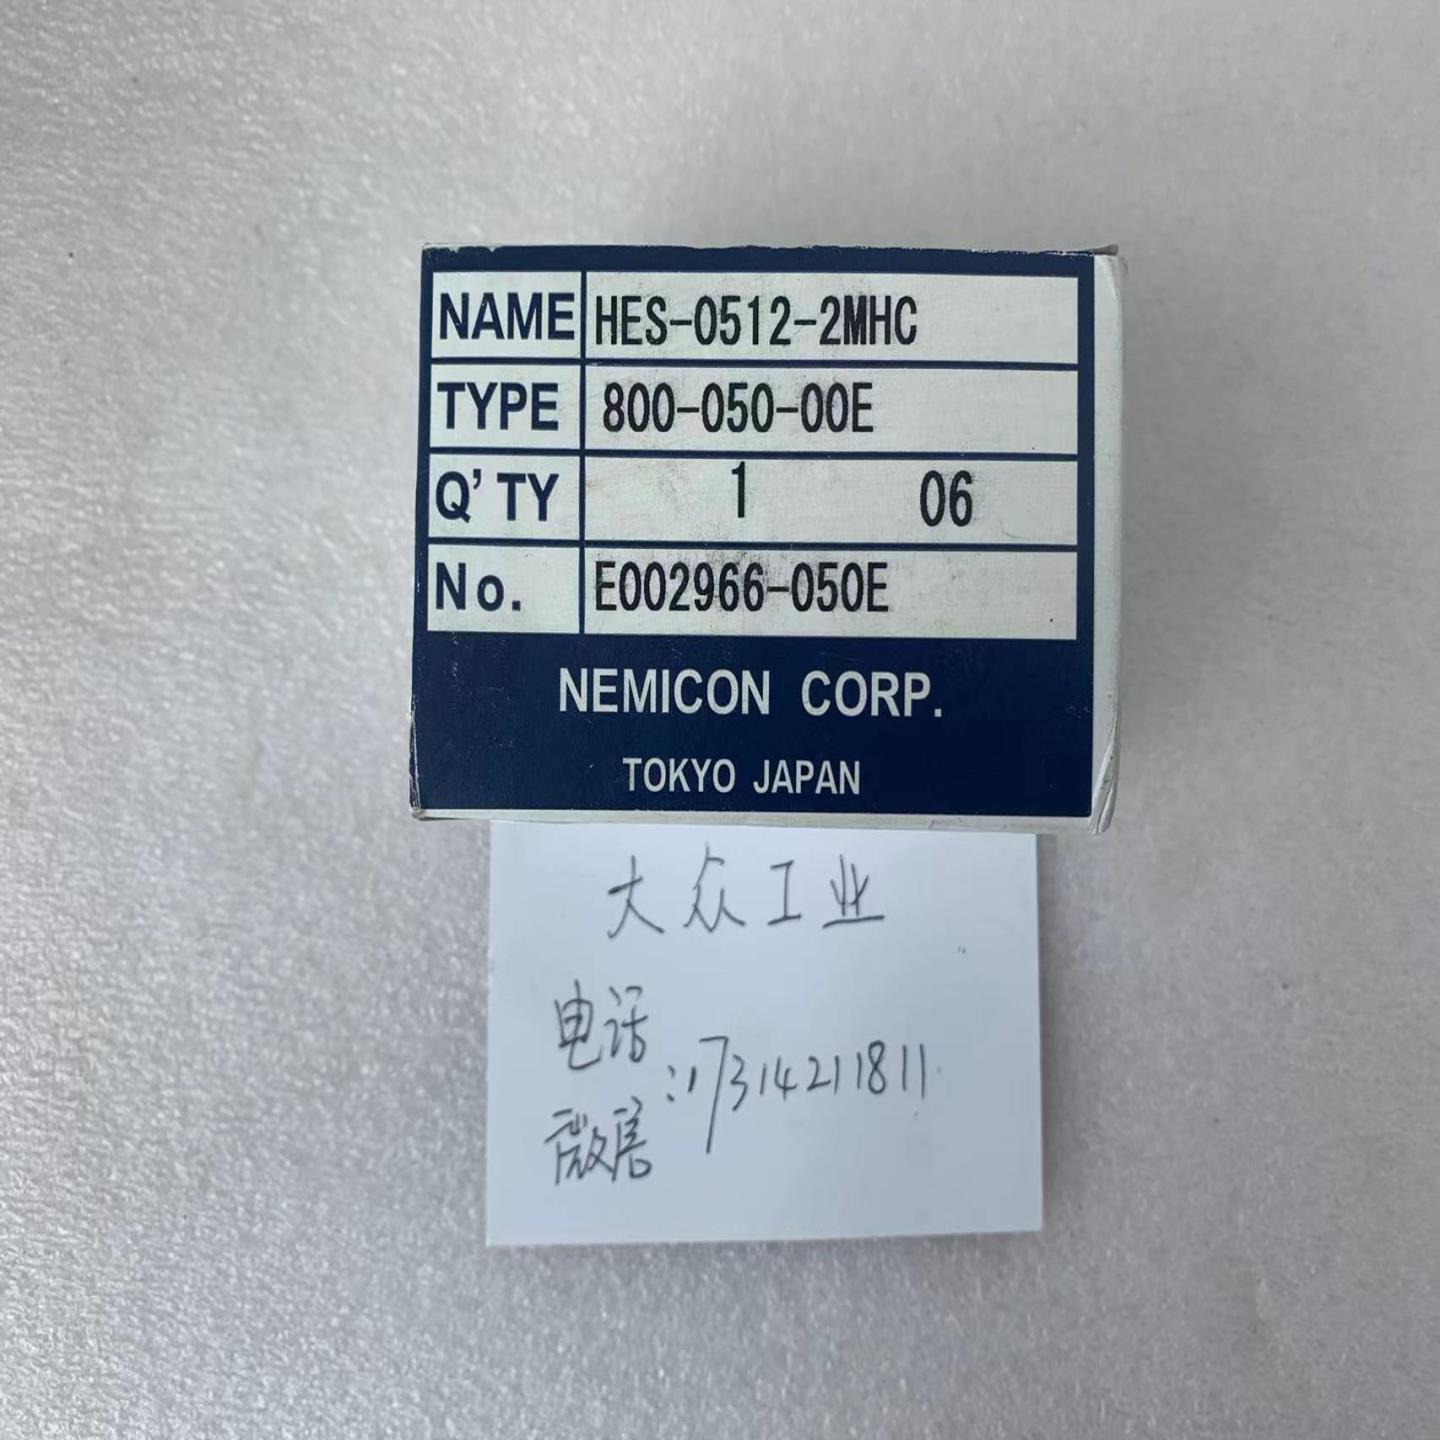 NAME HES-0512-2MHC
TYPE 800-050-00E
Q'TY 1 06
No. E002966-050E
NEMICON CORP.
TOKYO JAPAN
大众工业
电话
:17314211811
微信